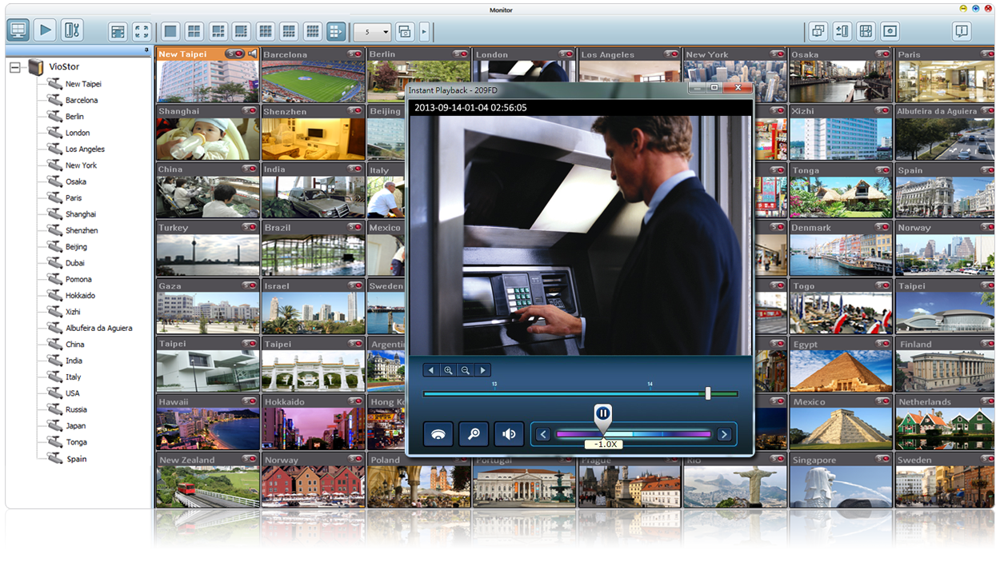 Monitor
5
VioStor
New Taipei
Barcelona
Berlin
London
Los Angeles
New York
Osaka
Paris
Shanghai
Shenzhen
Beijing
Dubai
Pomona
Hokkaido
Xizhi
Albufeira da Aguiera
China
India
Italy
USA
Russia
Japan
Tonga
Spain
New Taipei
Barcelona
Berlin
London
Los Angeles
New York
Osaka
Paris
Shanghai
Shenzhen
Beijing
Xizhi
Albufeira da Aguiera
China
India
Italy
Tonga
Spain
Turkey
Brazil
Mexico
Denmark
Norway
Gaza
Israel
Sweden
Togo
Taipei
Taipei
Taipei
Argentin
Egypt
Finland
Hawaii
Hokkaido
Hong Ko
Mexico
Netherlands
New Zealand
Norway
Poland
Portugal
Prague
Rio
Singapore
Sweden
Instant Playback - 209FD
2013-09-14-01-04 02:56:05
13
14
-1.0X